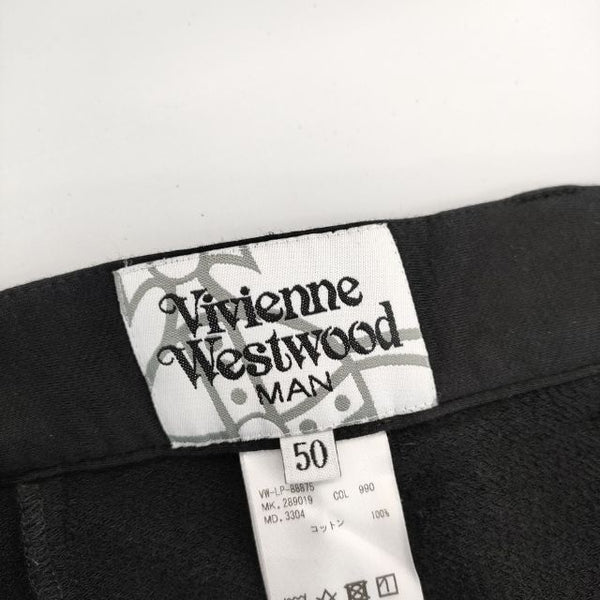 Vivienne
Westwood
MAN
50
VW-LP-88875
MK.289019 COL 990
MD.3304
コットン 100%